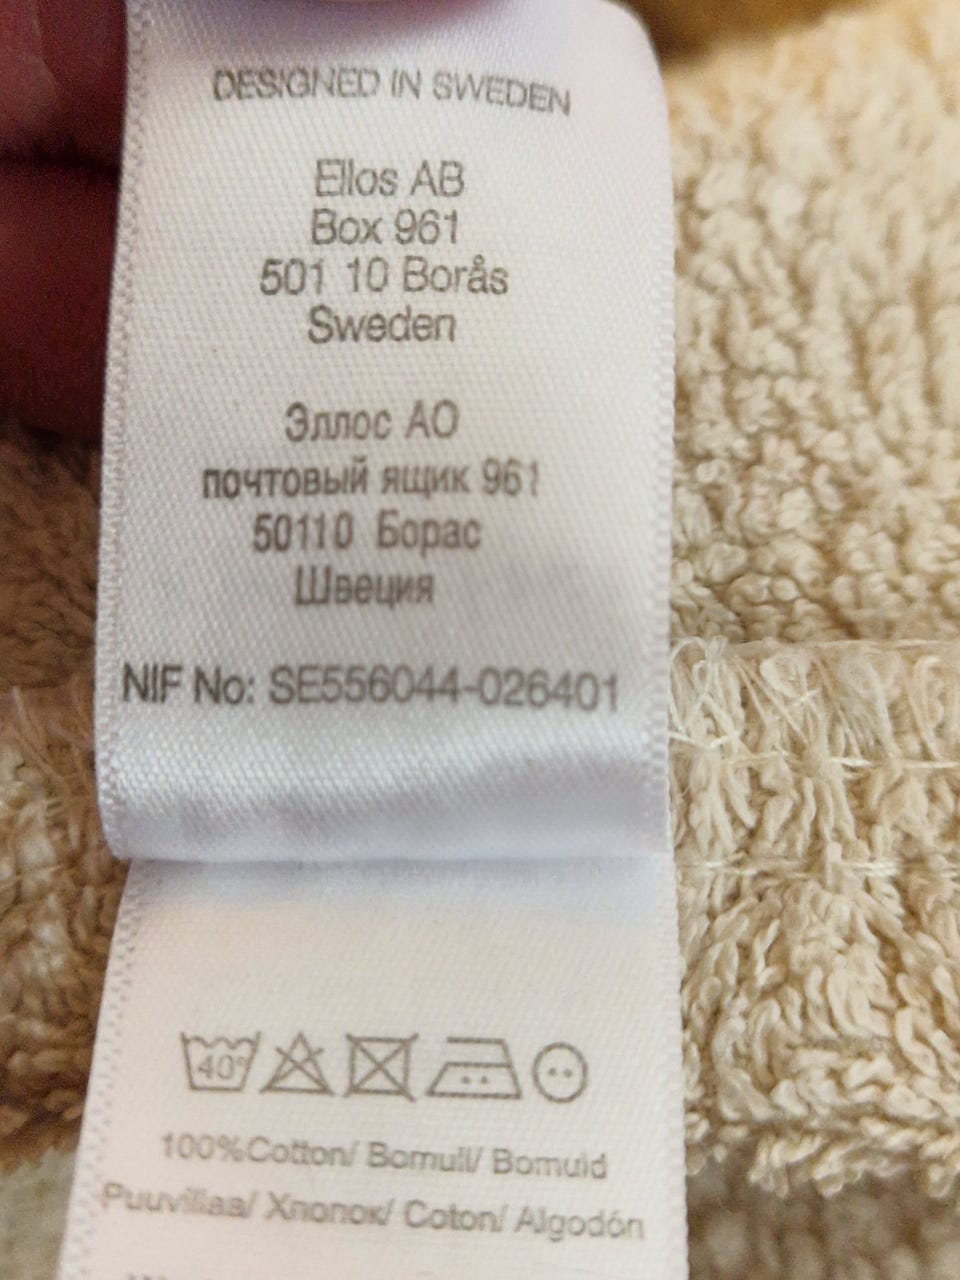 DESIGNED IN SWEDEN
Ellos AB
Box 961
501 10 Borås
Sweden
Эллос АО
почтовый ящик 961
50110 Борас
Швеция
NIF No: SE556044-026401
40°
100%Cotton/ Bomull/ Bomuld
Puuvillaa/ Хлопок/ Coton/ Algodón